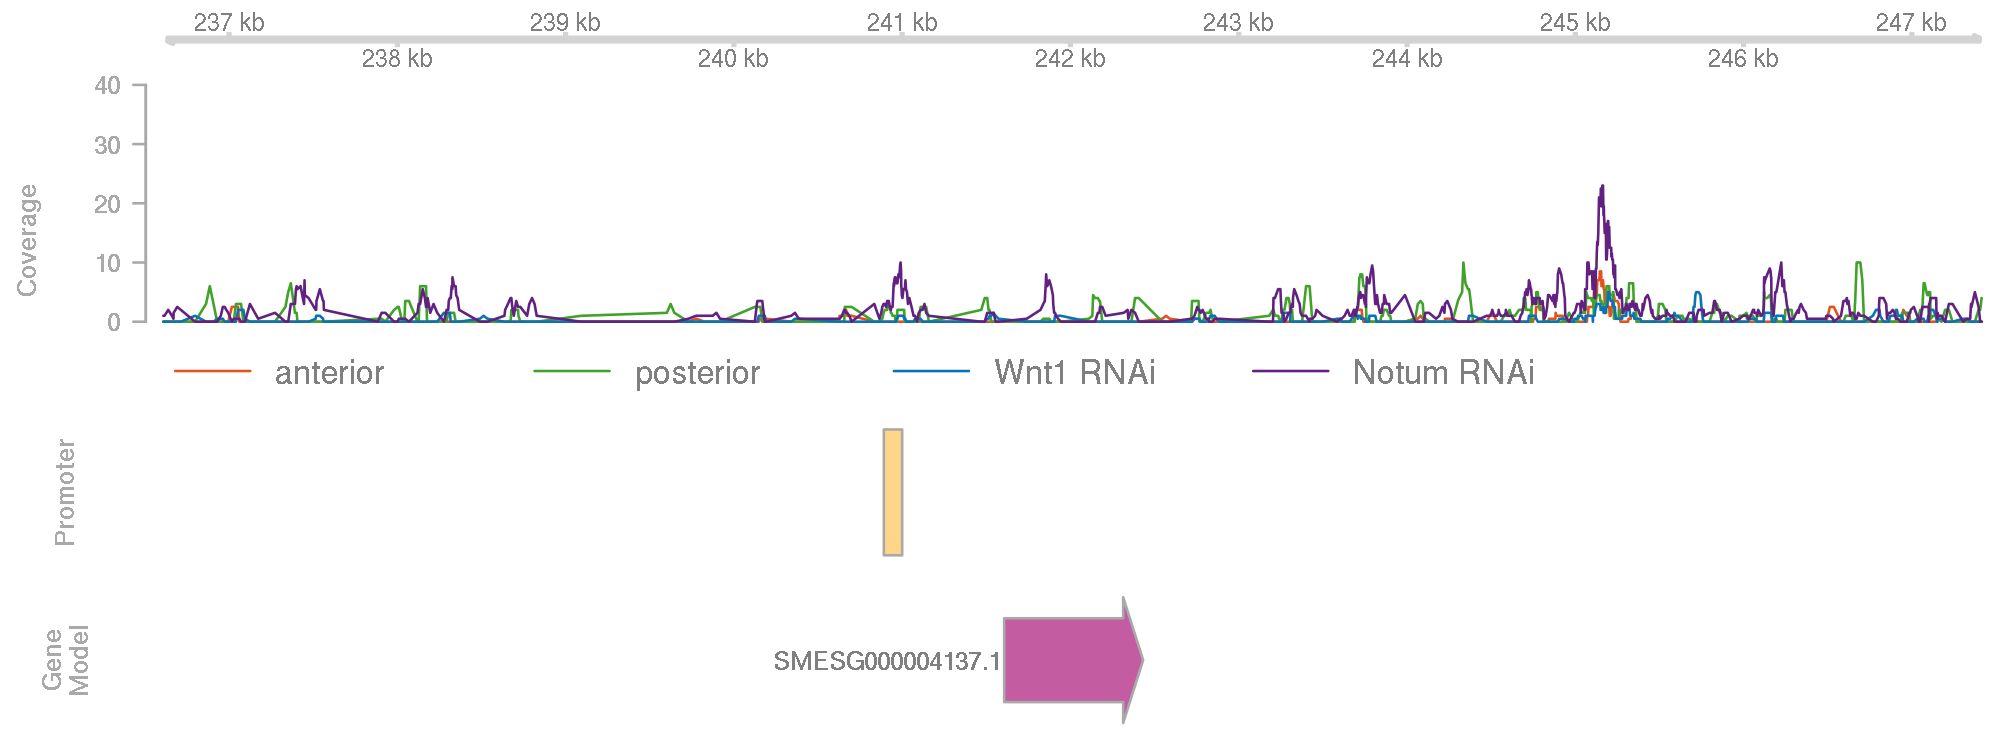 237 kb 239 kb 241 kb 243 kb 245 kb 247 kb
238 kb 240 kb 242 kb 244 kb 246 kb
Coverage
40
30
20
10
0
anterior posterior Wnt1 RNAi Notum RNAi
Promoter
Gene
Model
SMESG000004137.1